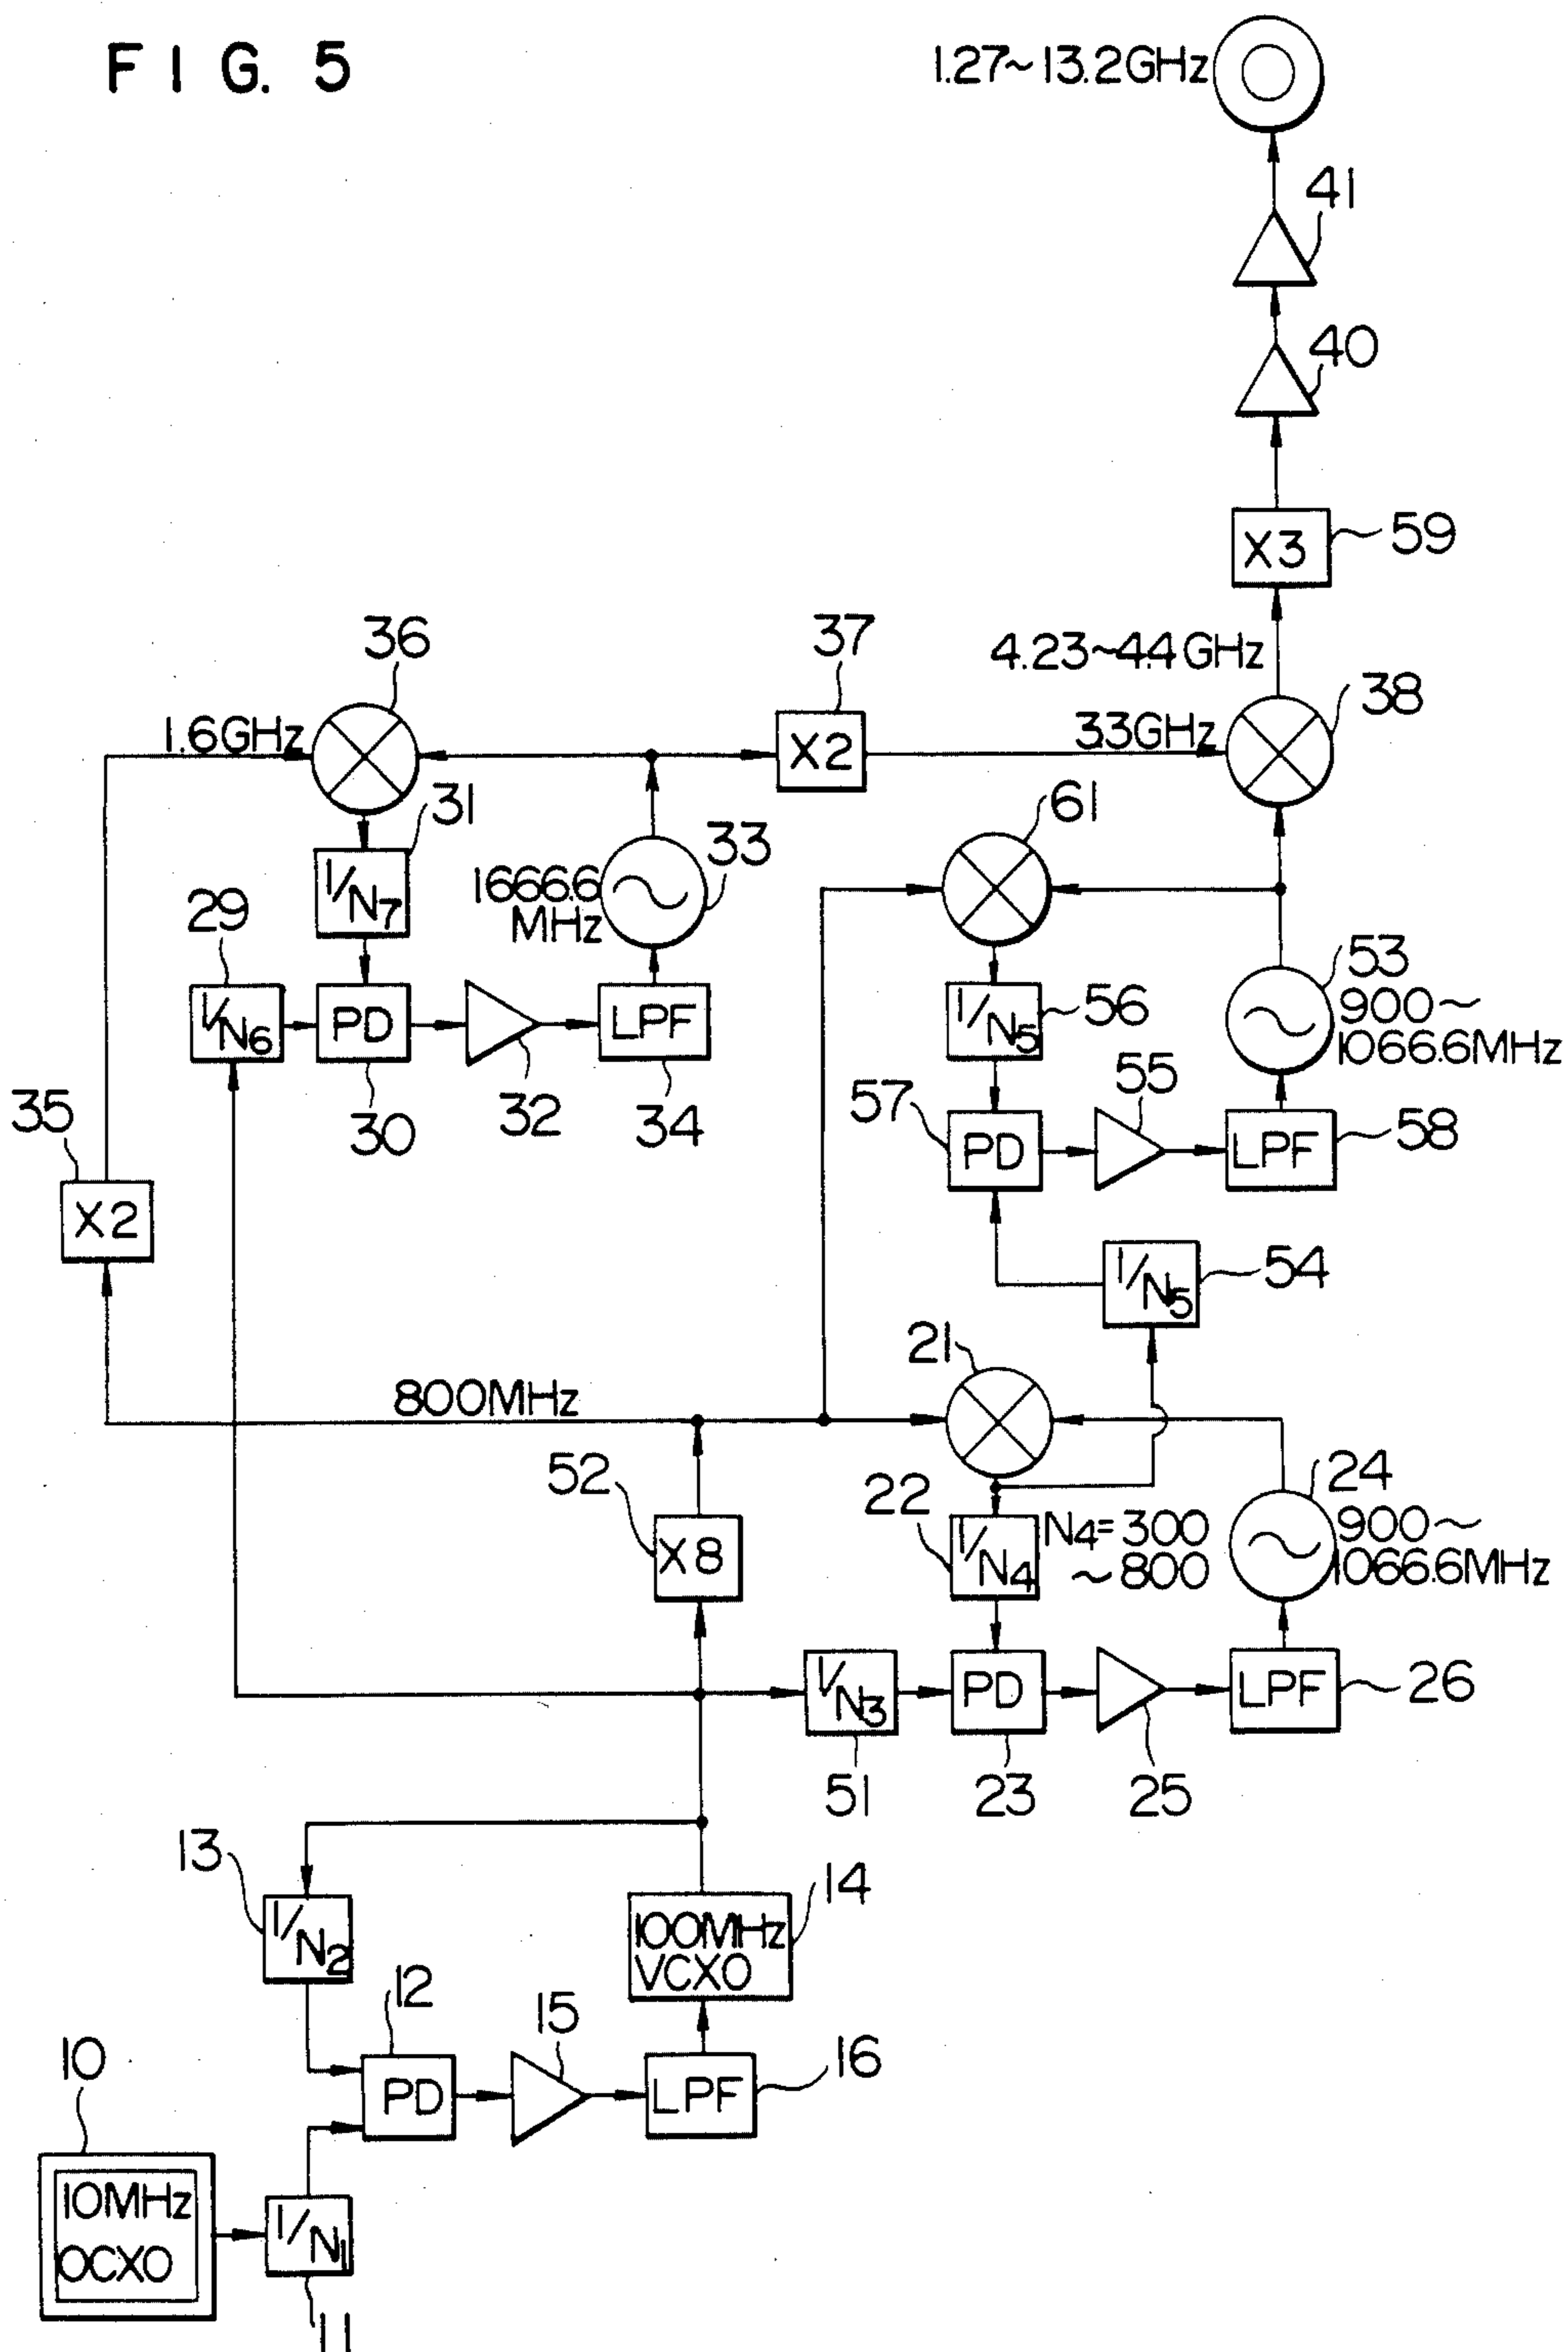 FIG. 5
1.27~13.2GHz
41
40
X3
59
4.23~4.4GHz
36
37
38
1.6GHz
X2
3.3GHz
31
61
1/N7
33
1666.6
MHz
29
53
900~
1066.6MHz
1/N6
PD
LPF
1/N5
56
55
57
35
30
32
34
PD
LPF
58
X2
1/N5
54
21
800MHz
52
22
24
X8
1/N4
N4=300
~800
900~
1066.6MHz
1/N3
PD
LPF
26
51
23
25
13
14
1/N2
100MHz
VCXO
12
15
10
PD
LPF
16
10MHz
OCXO
1/N1
11